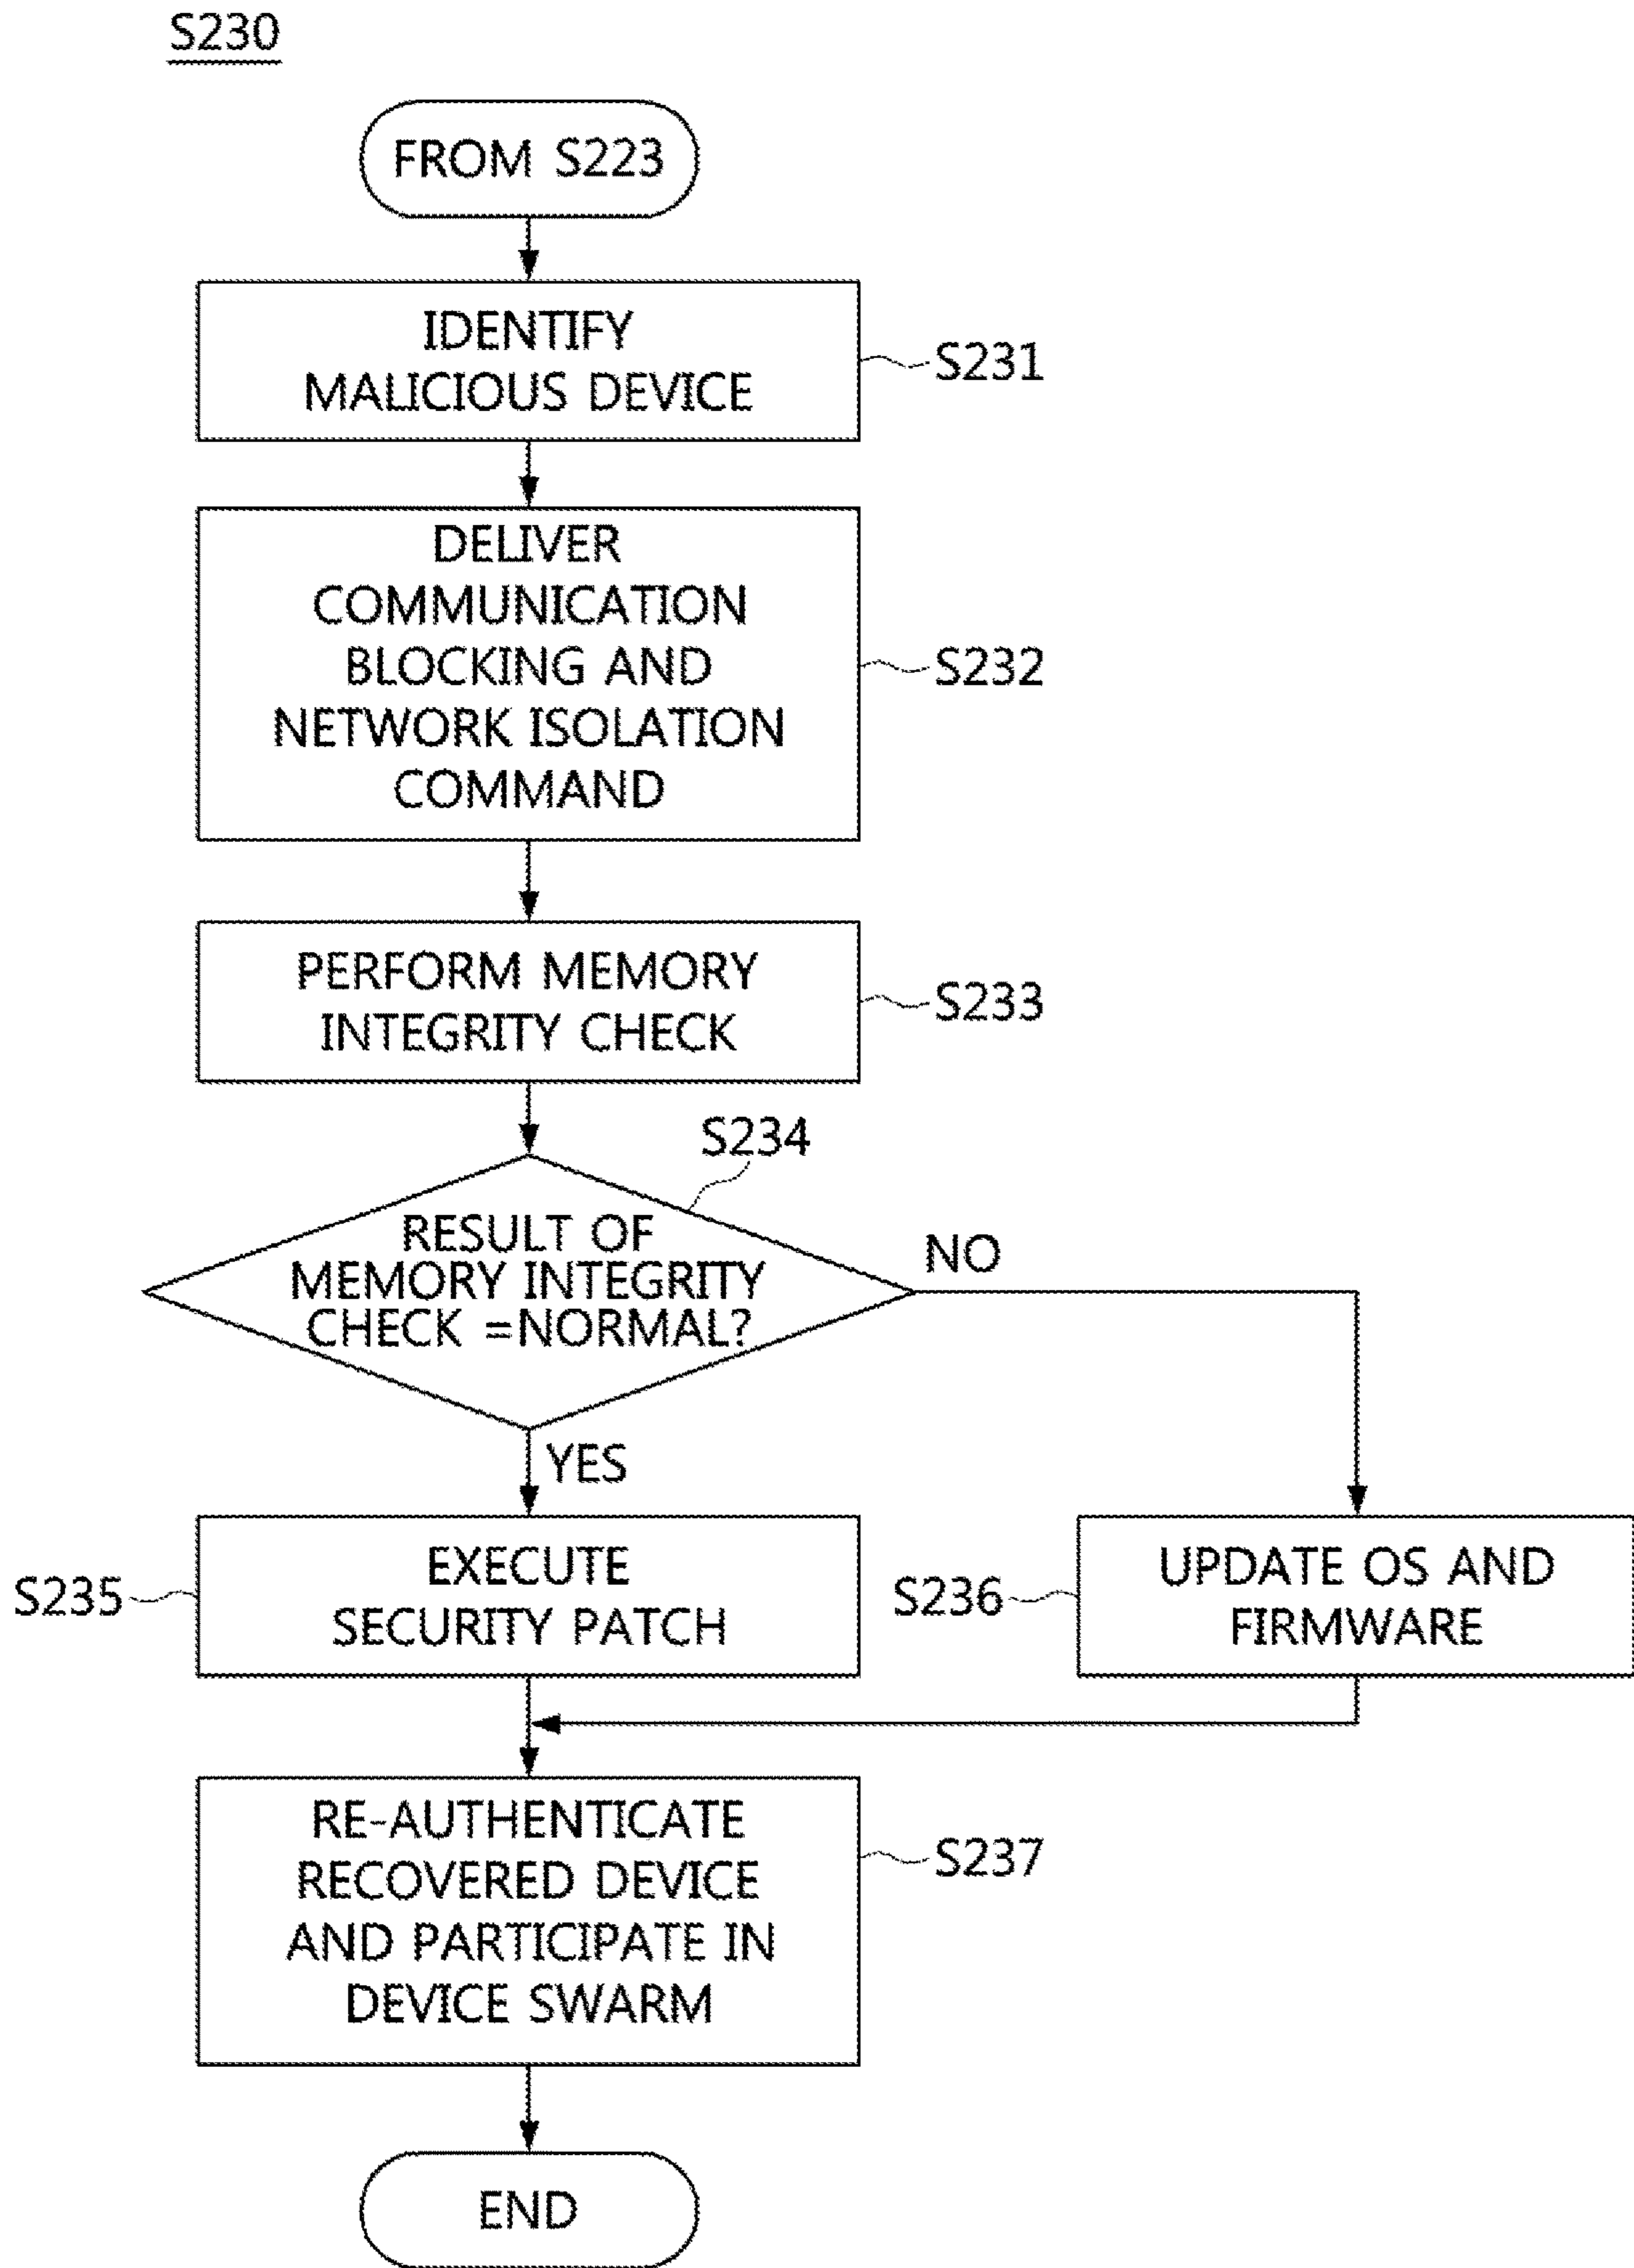 S230
FROM S223
IDENTIFY
MALICIOUS DEVICE
S231
DELIVER
COMMUNICATION
BLOCKING AND
NETWORK ISOLATION
COMMAND
S232
PERFORM MEMORY
INTEGRITY CHECK
S233
S234
RESULT OF
MEMORY INTEGRITY
CHECK =NORMAL?
NO
YES
S235
EXECUTE
SECURITY PATCH
S236
UPDATE OS AND
FIRMWARE
RE-AUTHENTICATE
RECOVERED DEVICE
AND PARTICIPATE IN
DEVICE SWARM
S237
END